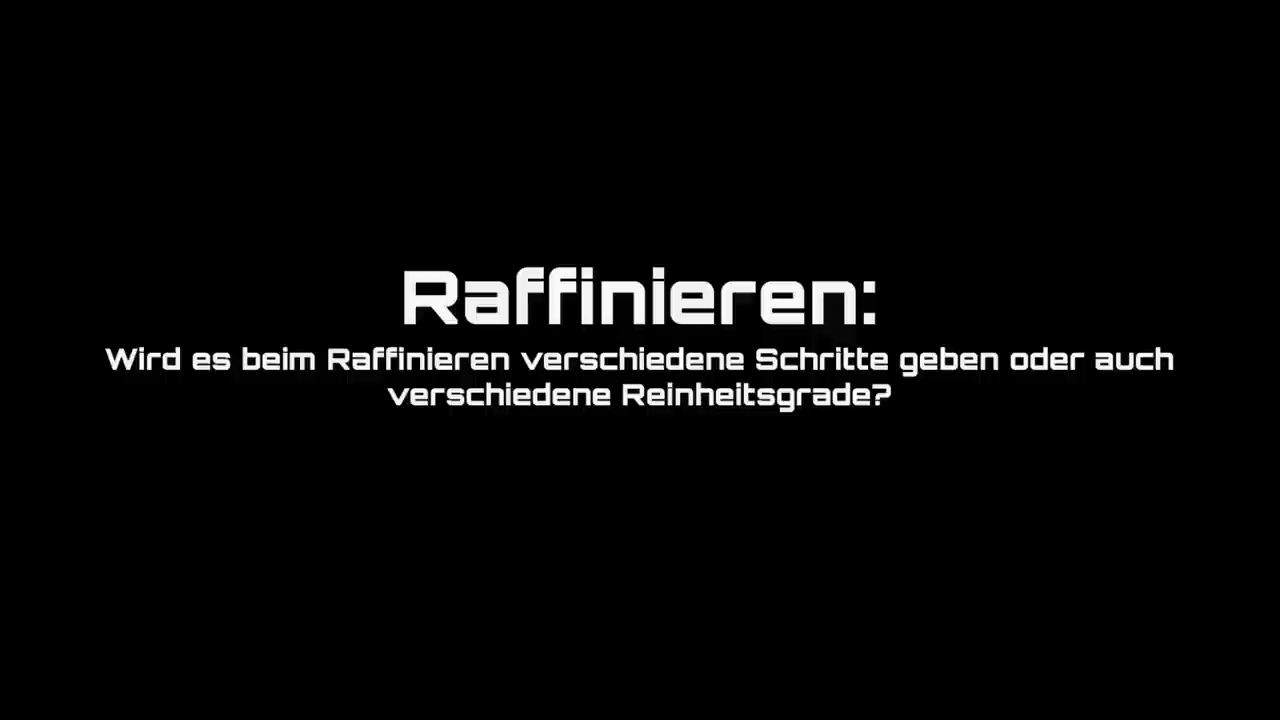 Raffinieren:
Wird es beim Raffinieren verschiedene Schritte geben oder auch
verschiedene Reinheitsgrade?